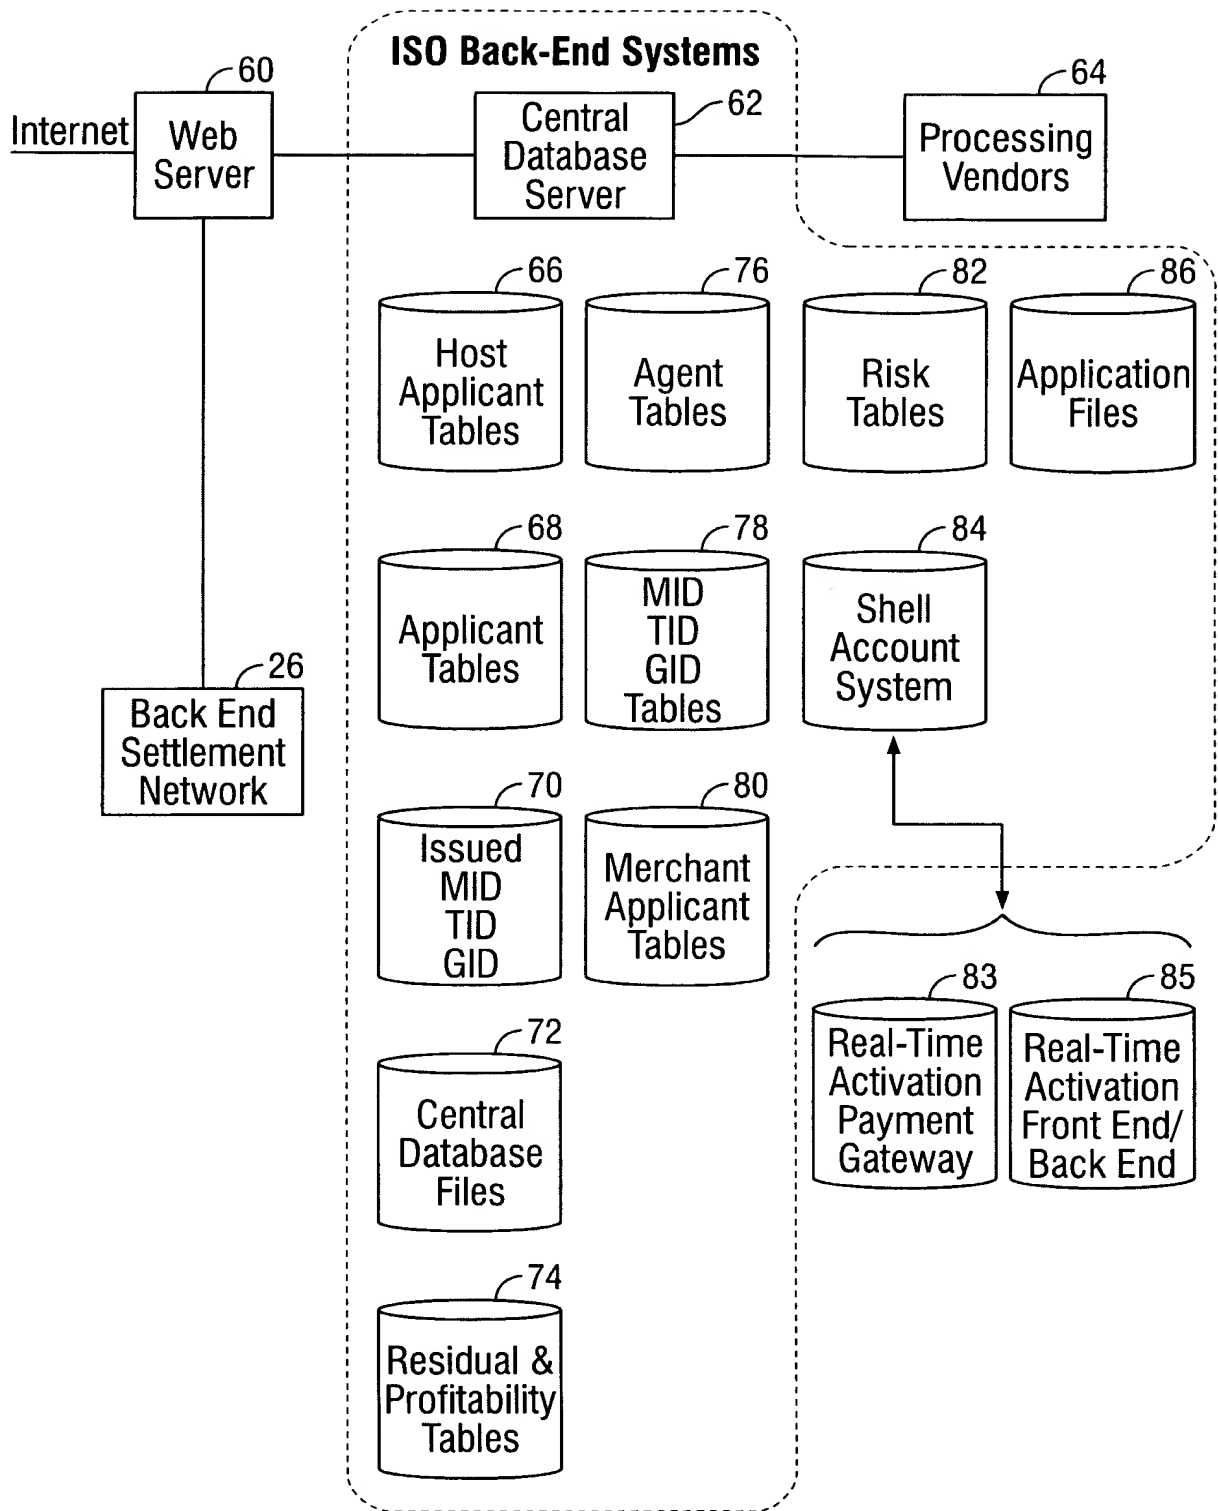 ISO Back-End Systems
60
62
64
Internet
Web
Server
Central
Database
Server
Processing
Vendors
66
76
82
86
Host
Applicant
Tables
Agent
Tables
Risk
Tables
Application
Files
68
78
84
Applicant
Tables
MID
TID
GID
Tables
Shell
Account
System
26
Back End
Settlement
Network
70
80
Issued
MID
TID
GID
Merchant
Applicant
Tables
83
85
Real-Time
Activation
Payment
Gateway
Real-Time
Activation
Front End/
Back End
72
Central
Database
Files
74
Residual &
Profitability
Tables